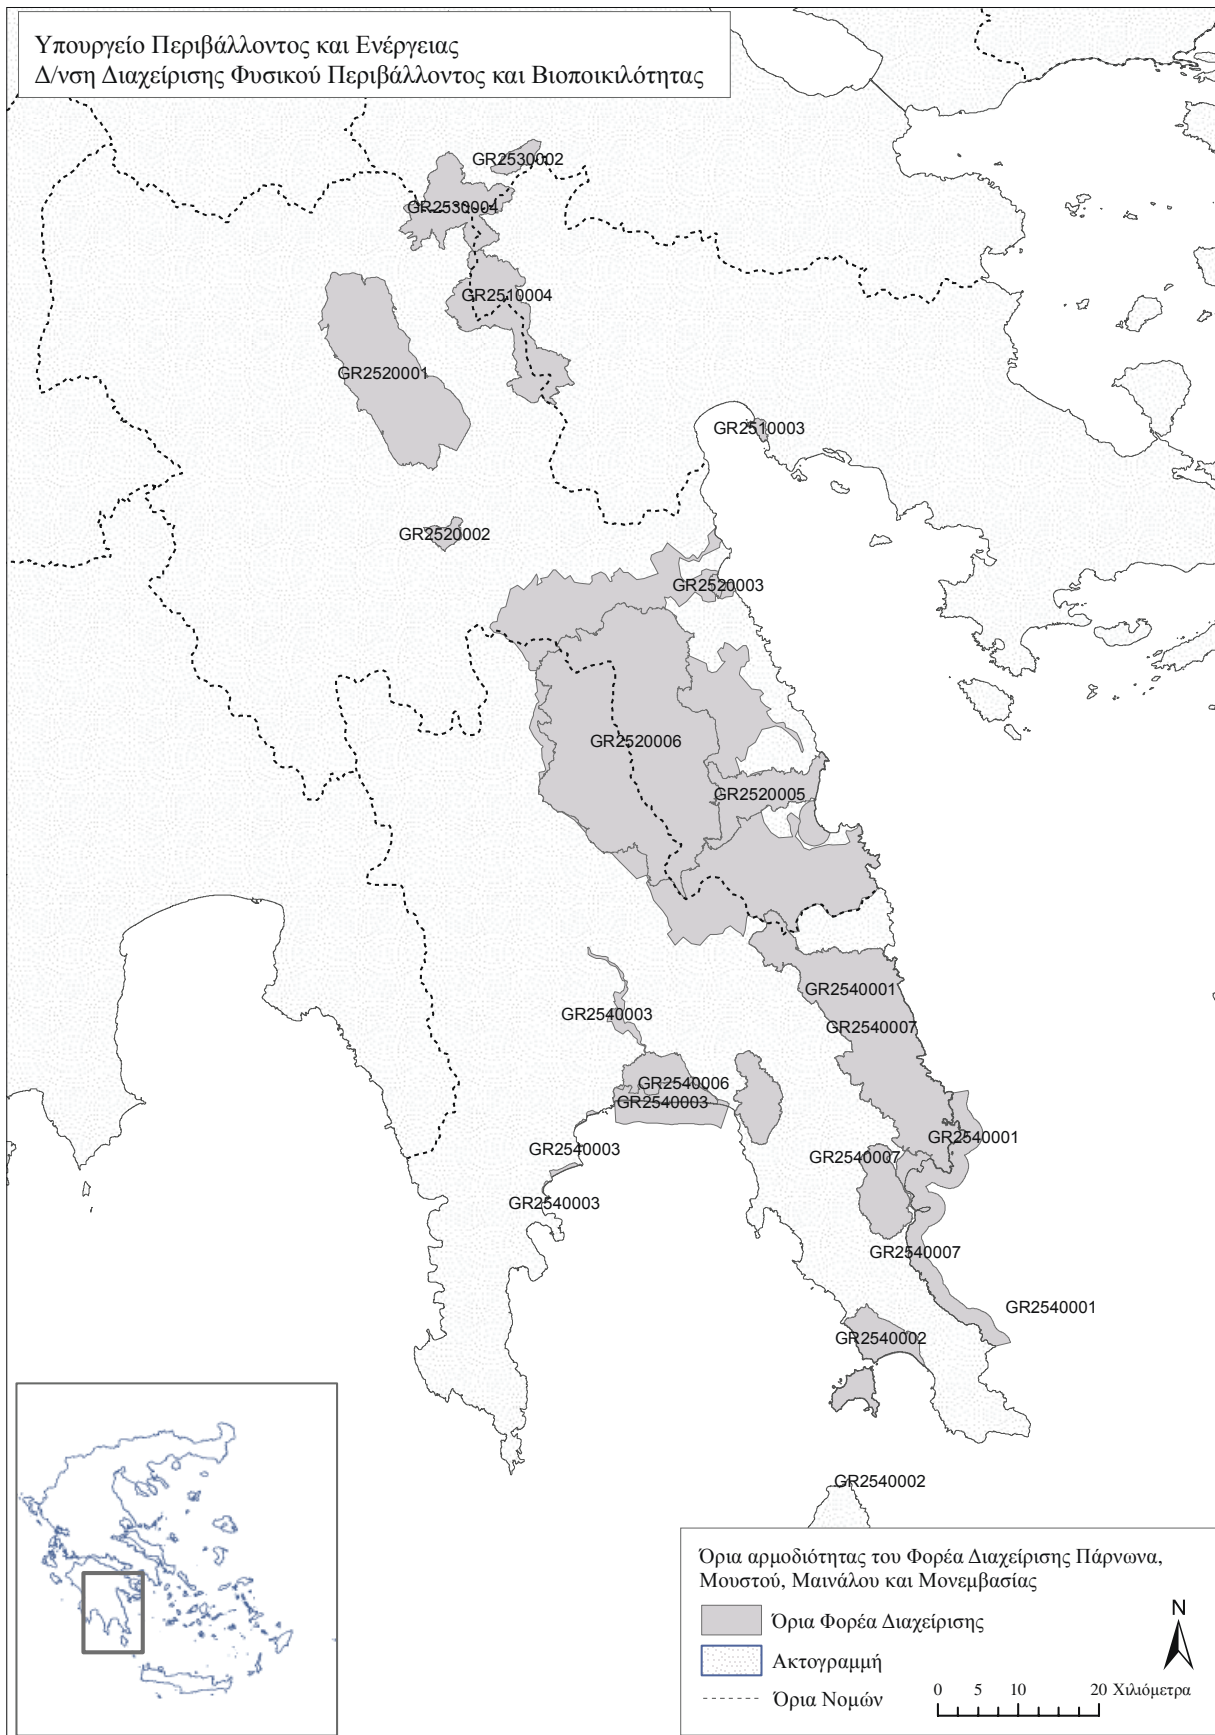 Υπουργείο Περιβάλλοντος και Ενέργειας
Δ/νση Διαχείρισης Φυσικού Περιβάλλοντος και Βιοποικιλότητας
GR2530002
GR2530004
GR2510004
GR2520001
GR2510003
GR2520002
GR2520003
GR2520006
GR2520005
GR2540001
GR2540003
GR2540007
GR2540006
GR2540003
GR2540001
GR2540003
GR2540007
GR2540003
GR2540007
GR2540001
GR2540002
GR2540002
Όρια αρμοδιότητας του Φορέα Διαχείρισης Πάρνωνα,
Μουστού, Μαινάλου και Μονεμβασίας
Όρια Φορέα Διαχείρισης
Ακτογραμμή
Όρια Νομών
N
0 5 10 20 Χιλιόμετρα